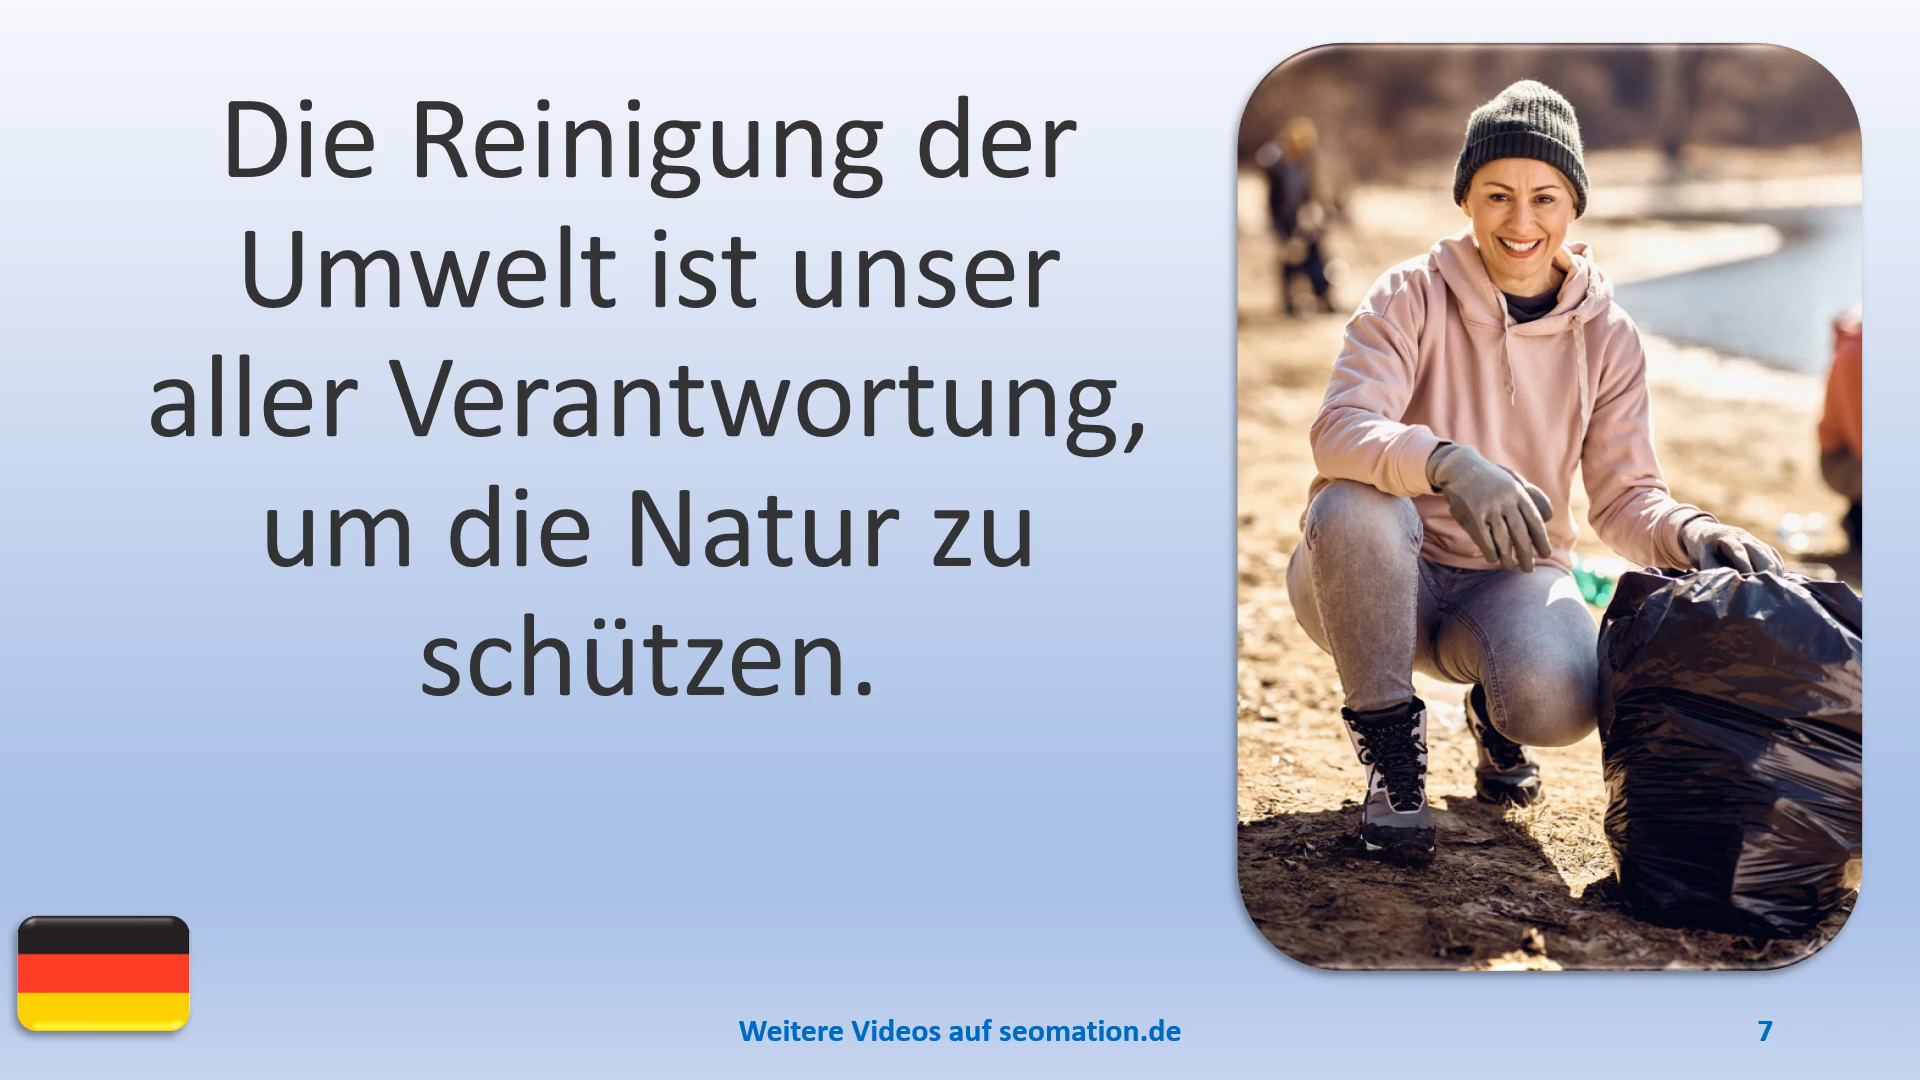 Die Reinigung der
Umwelt ist unser
aller Verantwortung,
um die Natur zu
schützen.
Weitere Videos auf seomation.de
7